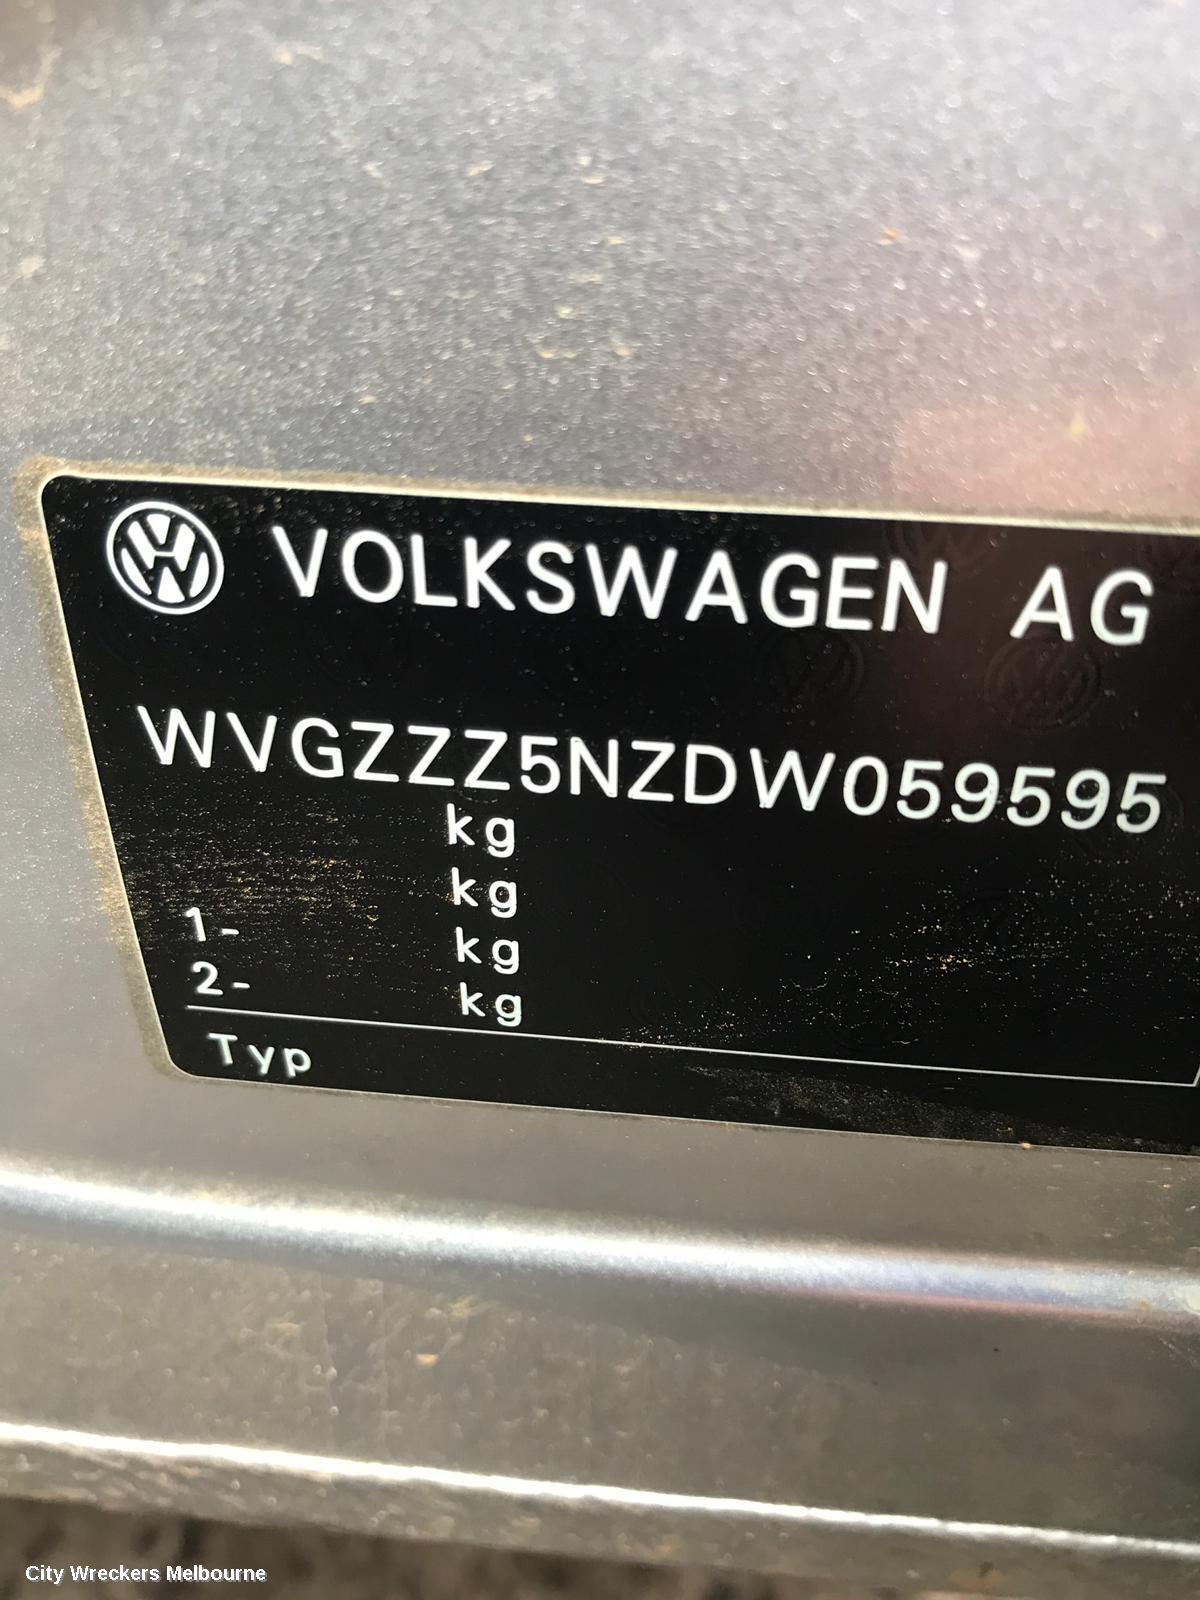 VOLKSWAGEN AG
WVGZZZ5NZDW059595
kg
kg
1- kg
2- kg
Typ
City Wreckers Melbourne